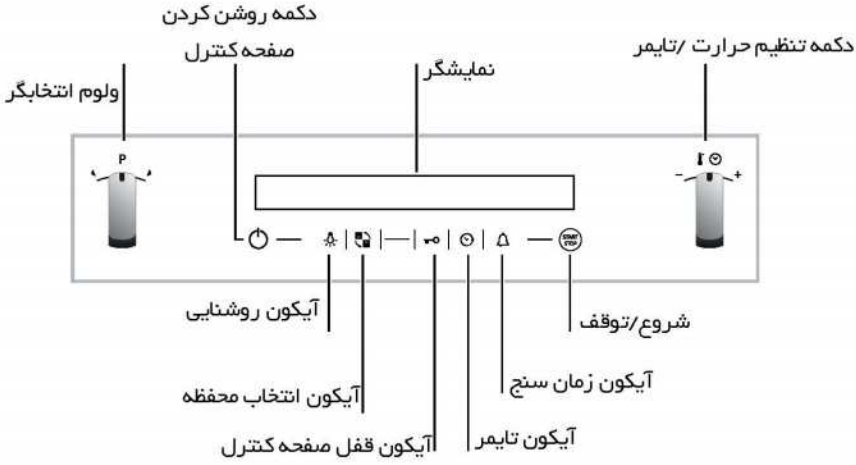 دکمه روشن کردن
صفحه کنترل
دکمه تنظیم حرارت /تایمر
نمایشگر
ولوم انتخابگر
P
- +
START
STOP
آیکون روشنایی
شروع/توقف
آیکون زمان سنج
آیکون انتخاب محفظه
آیکون تایمر
آیکون قفل صفحه کنترل